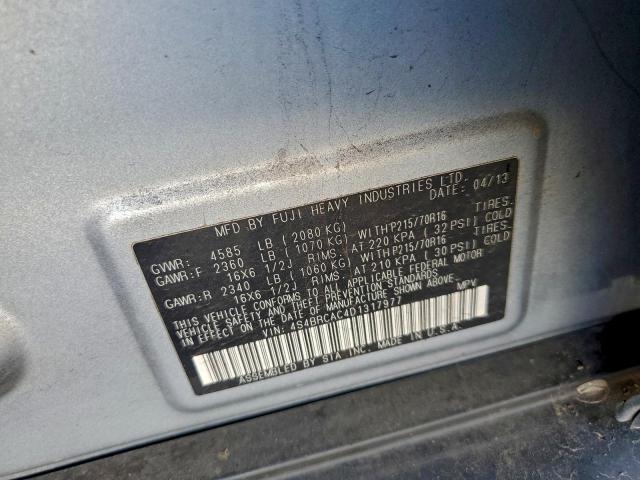 MFD.BY FUJI HEAVY INDUSTRIES LTD.
DATE: 04/13
GVWR: 4585 LB ( 2080 KG)
GAWR:F 2360 LB ( 1070 KG) WITH P215/70R16 TIRES.
16X6 1/2J RIMS. AT 220 KPA ( 32 PSI) COLD
GAWR:R 2340 LB ( 1060 KG) WITH P215/70R16 TIRES.
16X6 1/2J RIMS. AT 210 KPA ( 30 PSI) COLD
THIS VEHICLE CONFORMS TO ALL APPLICABLE FEDERAL MOTOR
VEHICLE SAFETY AND THEFT PREVENTION STANDARDS
IN EFFECT ON THE DATE OF MANUFACTURE SHOWN ABOVE.
VIN: 4S4BRCAC4D1317977 MPV
ASSEMBLED BY SIA INC. MADE IN U.S.A.